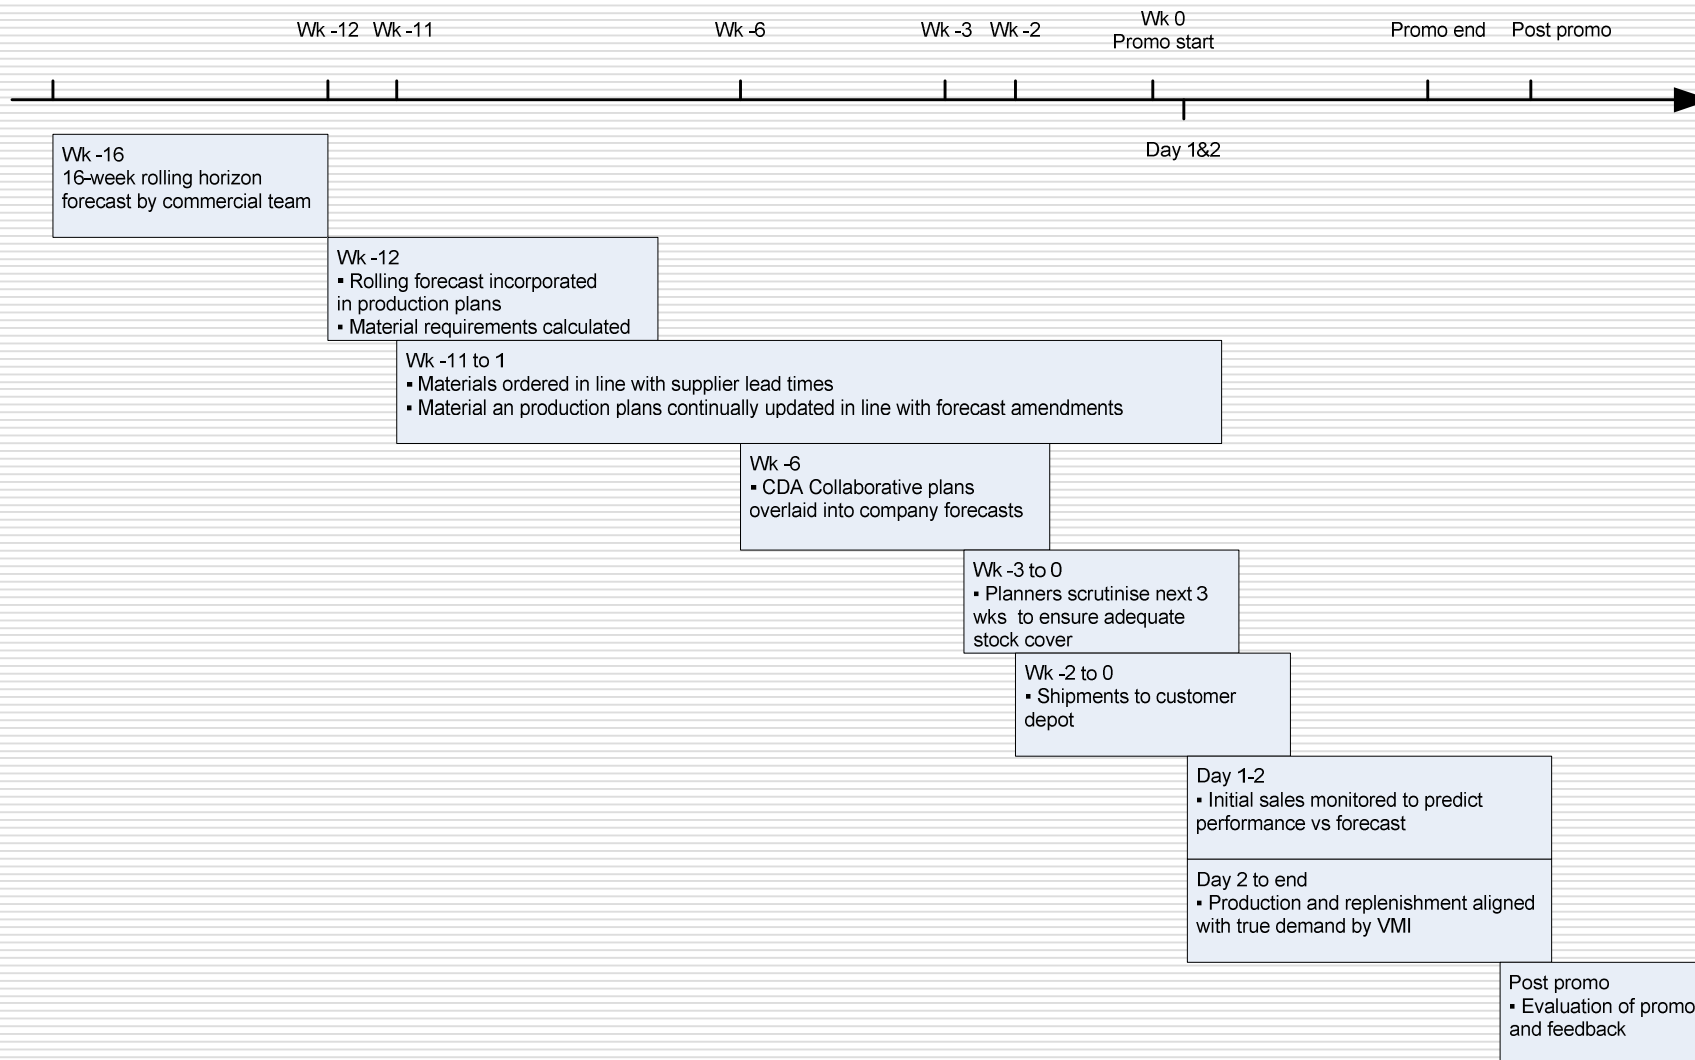 Wk -12 Wk -11 Wk -6 Wk -3 Wk -2 Wk 0 Promo end Post promo
Promo start
Day 1&2
Wk -16
16-week rolling horizon
forecast by commercial team
Wk -12
▪ Rolling forecast incorporated
in production plans
▪ Material requirements calculated
Wk -11 to 1
▪ Materials ordered in line with supplier lead times
▪ Material an production plans continually updated in line with forecast amendments
Wk -6
▪ CDA Collaborative plans
overlaid into company forecasts
Wk -3 to 0
▪ Planners scrutinise next 3
wks to ensure adequate
stock cover
Wk -2 to 0
▪ Shipments to customer
depot
Day 1-2
▪ Initial sales monitored to predict
performance vs forecast
Day 2 to end
▪ Production and replenishment aligned
with true demand by VMI
Post promo
▪ Evaluation of promo
and feedback